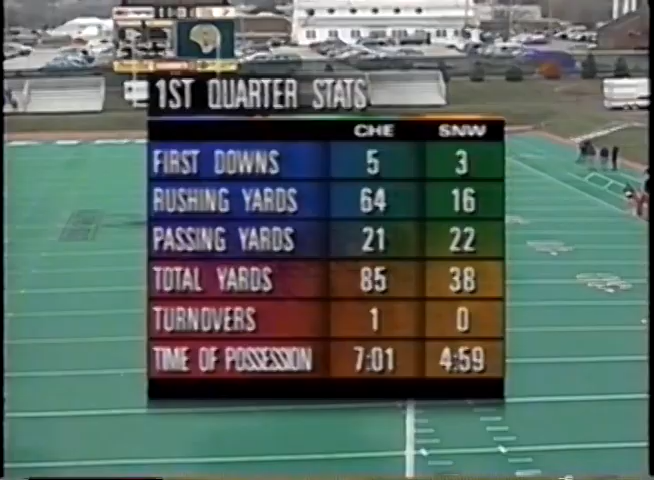 1ST QUARTER STATS
CHE SNW
FIRST DOWNS 5 3
RUSHING YARDS 64 16
PASSING YARDS 21 22
TOTAL YARDS 85 38
TURNOVERS 1 0
TIME OF POSSESSION 7:01 4:59